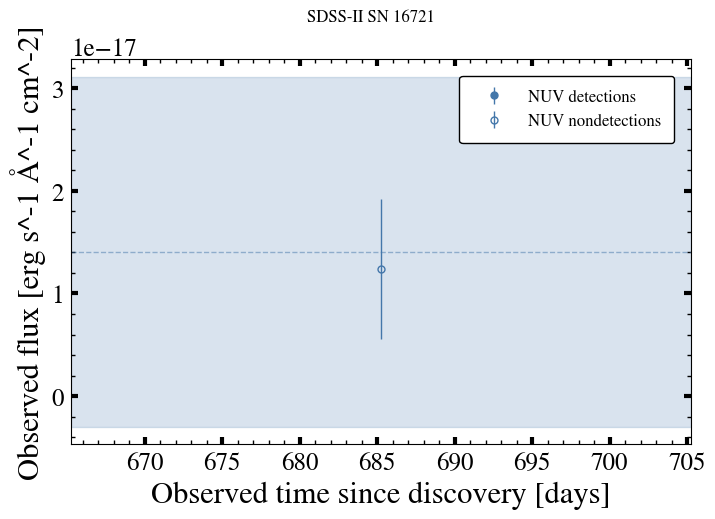 SDSS-II SN 16721
1e−17
Observed flux [erg s^-1 Å^-1 cm^-2]
3
2
1
0
NUV detections
NUV nondetections
670 675 680 685 690 695 700 705
Observed time since discovery [days]